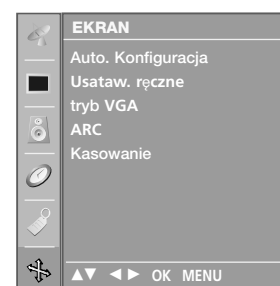 EKRAN
Auto. Konfiguracja
Usataw. ręczne
tryb VGA
ARC
Kasowanie
▲▼ ◄► OK MENU